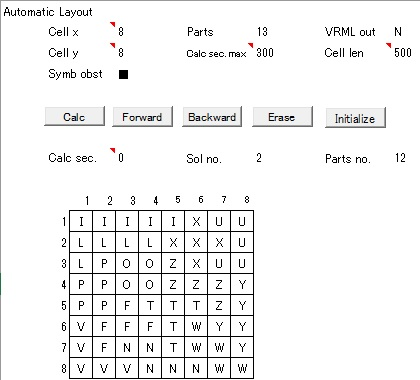 Automatic Layout
Cell x 8 Parts 13 VRML out N
Cell y 8 Calc sec. max 300 Cell len 500
Symb obst ■
Calc Forward Backward Erase Initialize
Calc sec. 0 Sol no. 2 Parts no. 12
1 2 3 4 5 6 7 8
1 I I I I I X U U
2 L L L L X X X U
3 L P O O Z X U U
4 P P O O Z Z Z Y
5 P P F T T T Z Y
6 V F F F T W Y Y
7 V F N N T W W Y
8 V V V N N N W W